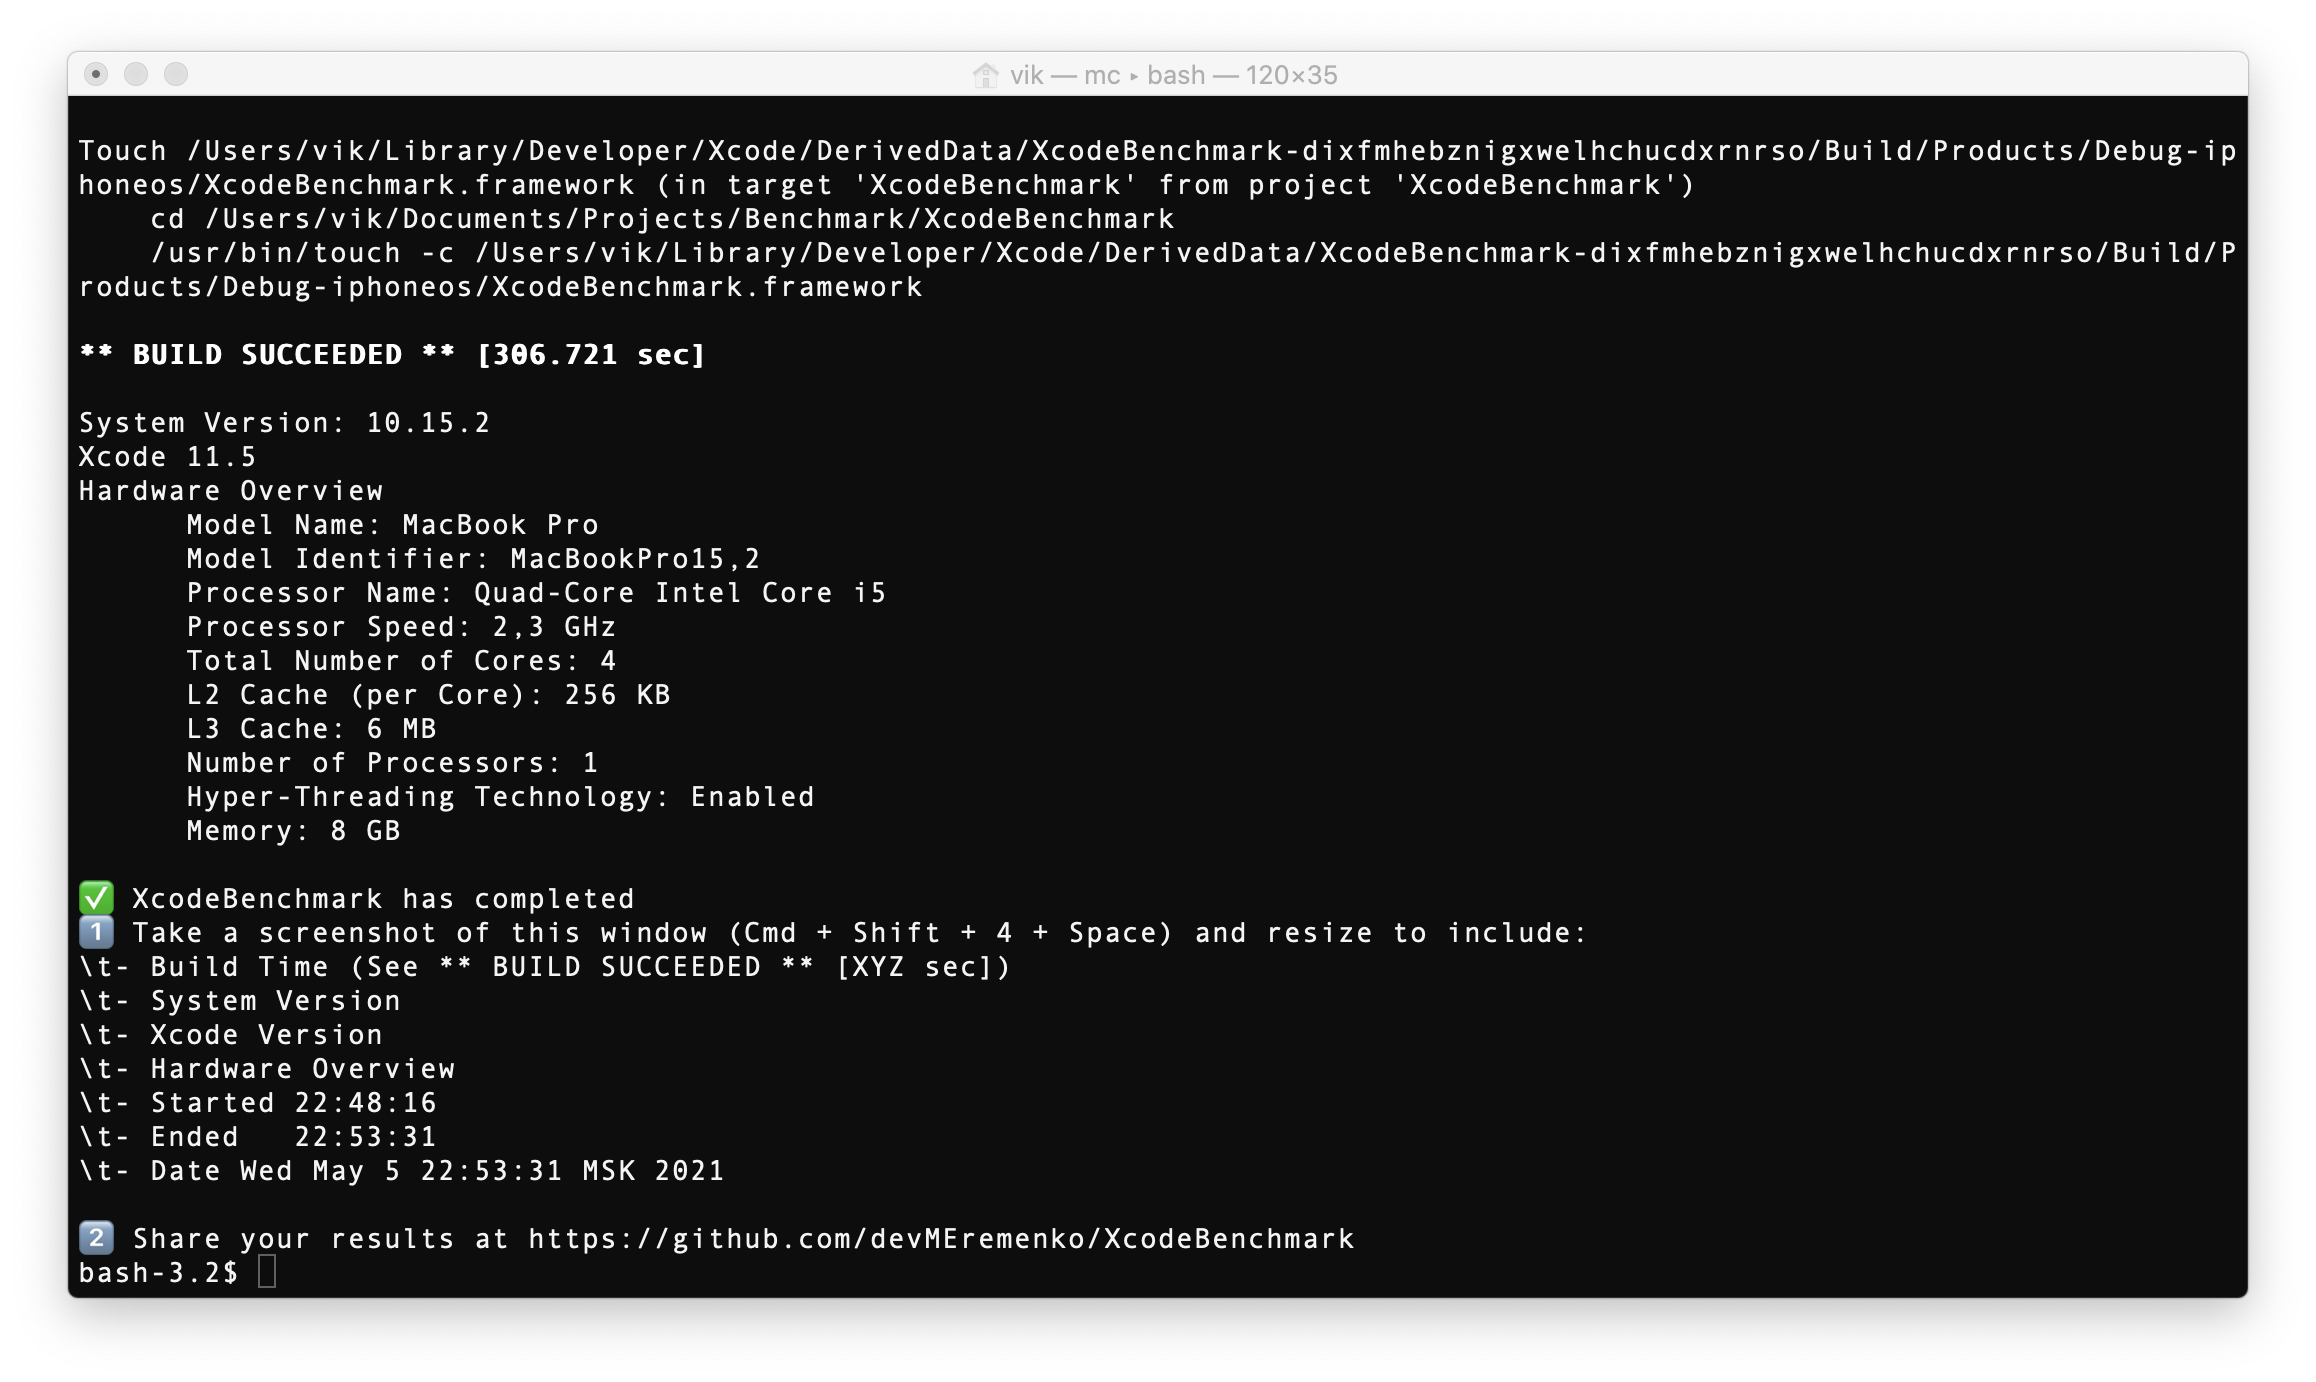 vik — mc ▸ bash — 120×35
Touch /Users/vik/Library/Developer/Xcode/DerivedData/XcodeBenchmark-dixfmhebznigxwelhchucdxrnrso/Build/Products/Debug-ip
honeos/XcodeBenchmark.framework (in target 'XcodeBenchmark' from project 'XcodeBenchmark')
    cd /Users/vik/Documents/Projects/Benchmark/XcodeBenchmark
    /usr/bin/touch -c /Users/vik/Library/Developer/Xcode/DerivedData/XcodeBenchmark-dixfmhebznigxwelhchucdxrnrso/Build/P
roducts/Debug-iphoneos/XcodeBenchmark.framework
** BUILD SUCCEEDED ** [306.721 sec]
System Version: 10.15.2
Xcode 11.5
Hardware Overview
      Model Name: MacBook Pro
      Model Identifier: MacBookPro15,2
      Processor Name: Quad-Core Intel Core i5
      Processor Speed: 2,3 GHz
      Total Number of Cores: 4
      L2 Cache (per Core): 256 KB
      L3 Cache: 6 MB
      Number of Processors: 1
      Hyper-Threading Technology: Enabled
      Memory: 8 GB
✅ XcodeBenchmark has completed
1️⃣ Take a screenshot of this window (Cmd + Shift + 4 + Space) and resize to include:
\t- Build Time (See ** BUILD SUCCEEDED ** [XYZ sec])
\t- System Version
\t- Xcode Version
\t- Hardware Overview
\t- Started 22:48:16
\t- Ended   22:53:31
\t- Date Wed May 5 22:53:31 MSK 2021
2️⃣ Share your results at https://github.com/devMEremenko/XcodeBenchmark
bash-3.2$